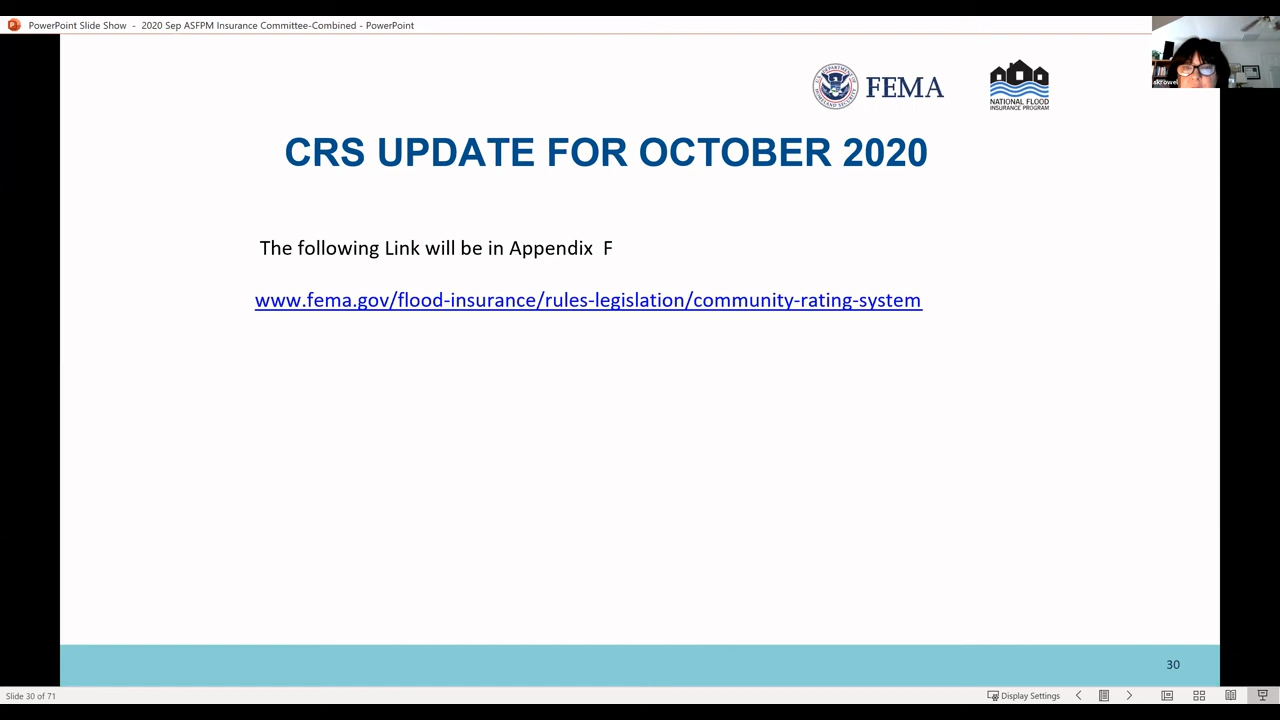 PowerPoint Slide Show - 2020 Sep ASFPM Insurance Committee-Combined - PowerPoint
FEMA
NATIONAL FLOOD
INSURANCE PROGRAM
CRS UPDATE FOR OCTOBER 2020
The following Link will be in Appendix F
www.fema.gov/flood-insurance/rules-legislation/community-rating-system
30
Slide 30 of 71
Display Settings